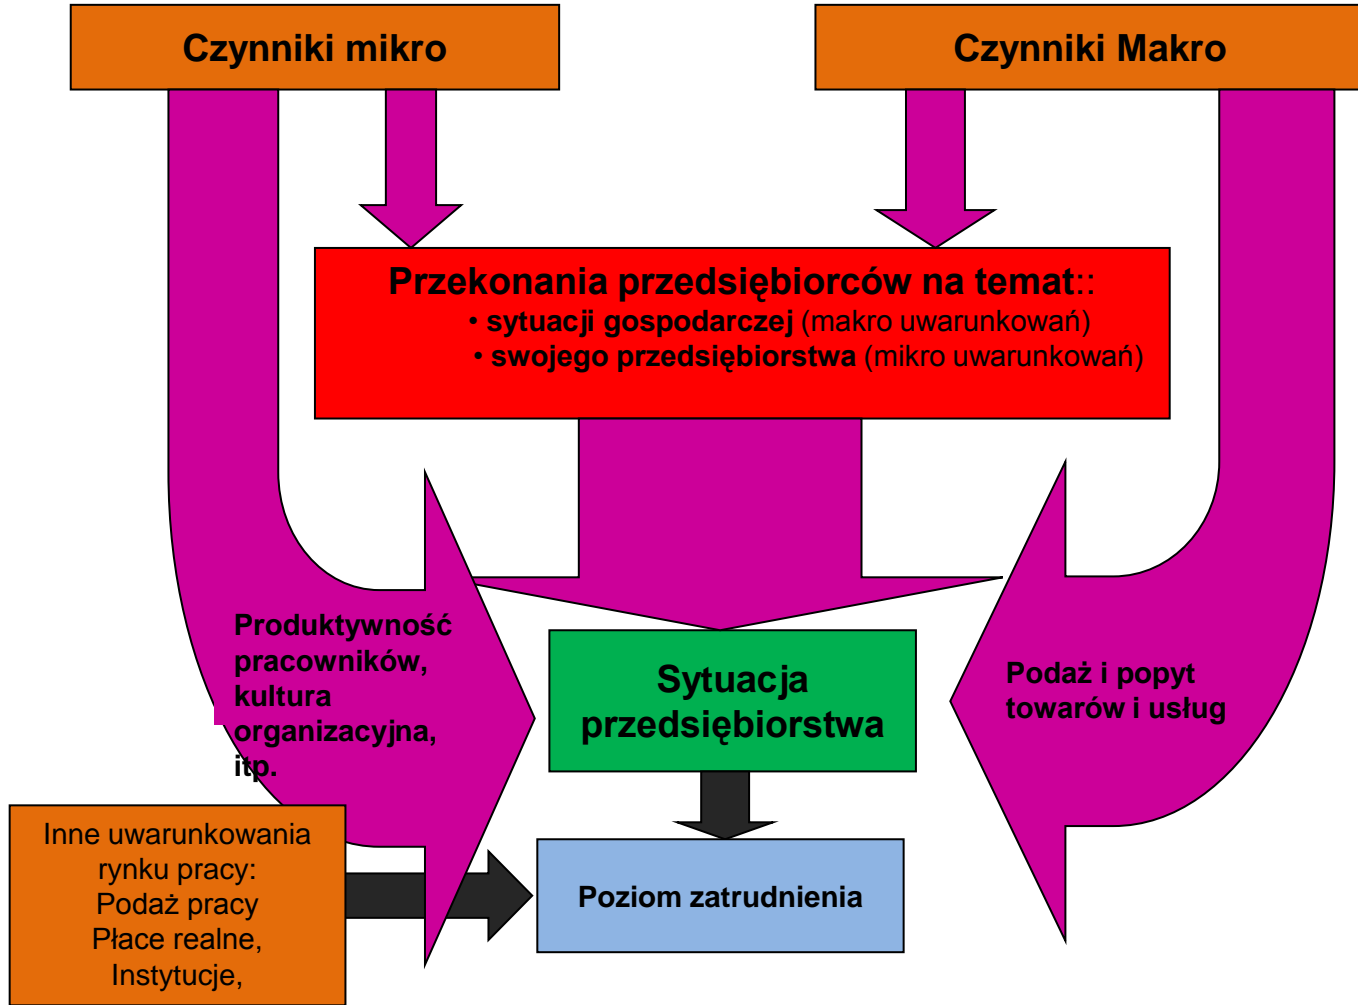 Czynniki mikro
Czynniki Makro
Przekonania przedsiębiorców na temat::
• sytuacji gospodarczej (makro uwarunkowań)
• swojego przedsiębiorstwa (mikro uwarunkowań)
Produktywność
pracowników,
kultura
organizacyjna,
itp.
Sytuacja
przedsiębiorstwa
Podaż i popyt
towarów i usług
Inne uwarunkowania
rynku pracy:
Podaż pracy
Płace realne,
Instytucje,
Poziom zatrudnienia